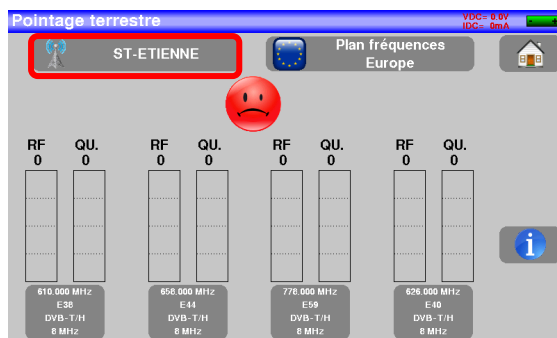 Pointage terrestre
VDC= 0.0V
IDC= 0mA
ST-ETIENNE
Plan fréquences
Europe
RF QU. RF QU. RF QU. RF QU.
0 0 0 0 0 0 0 0
610.000 MHz 658.000 MHz 778.000 MHz 626.000 MHz
E38 E44 E59 E40
DVB-T/H DVB-T/H DVB-T/H DVB-T/H
8 MHz 8 MHz 8 MHz 8 MHz